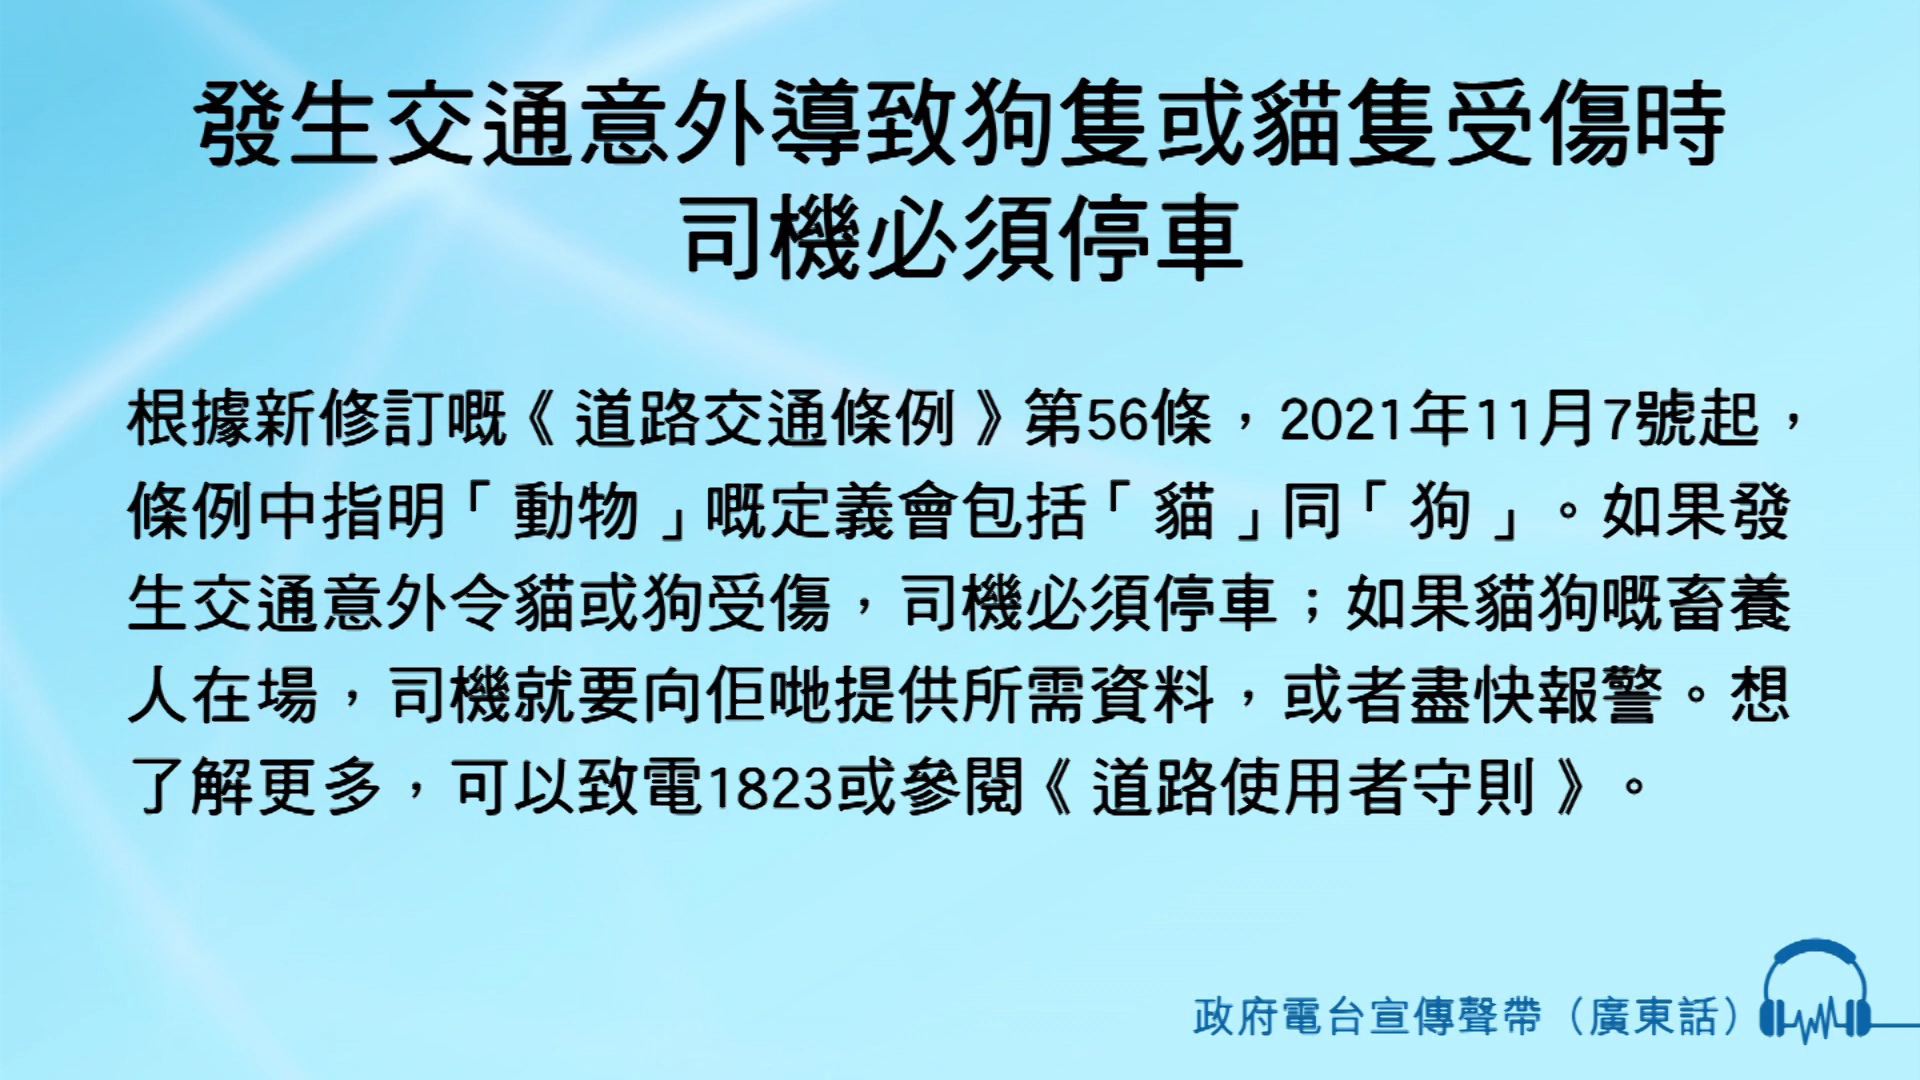 發生交通意外導致狗隻或貓隻受傷時
司機必須停車
根據新修訂嘅《道路交通條例》第56條，2021年11月7號起，
條例中指明「動物」嘅定義會包括「貓」同「狗」。如果發
生交通意外令貓或狗受傷，司機必須停車；如果貓狗嘅畜養
人在場，司機就要向佢哋提供所需資料，或者盡快報警。想
了解更多，可以致電1823或參閱《道路使用者守則》。
政府電台宣傳聲帶（廣東話）